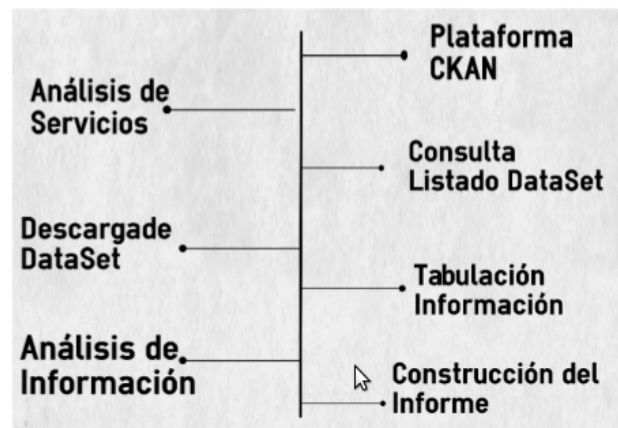 Plataforma
CKAN
Análisis de
Servicios
Consulta
Listado DataSet
Descargade
DataSet
Tabulación
Información
Análisis de
Información
Construcción del
Informe